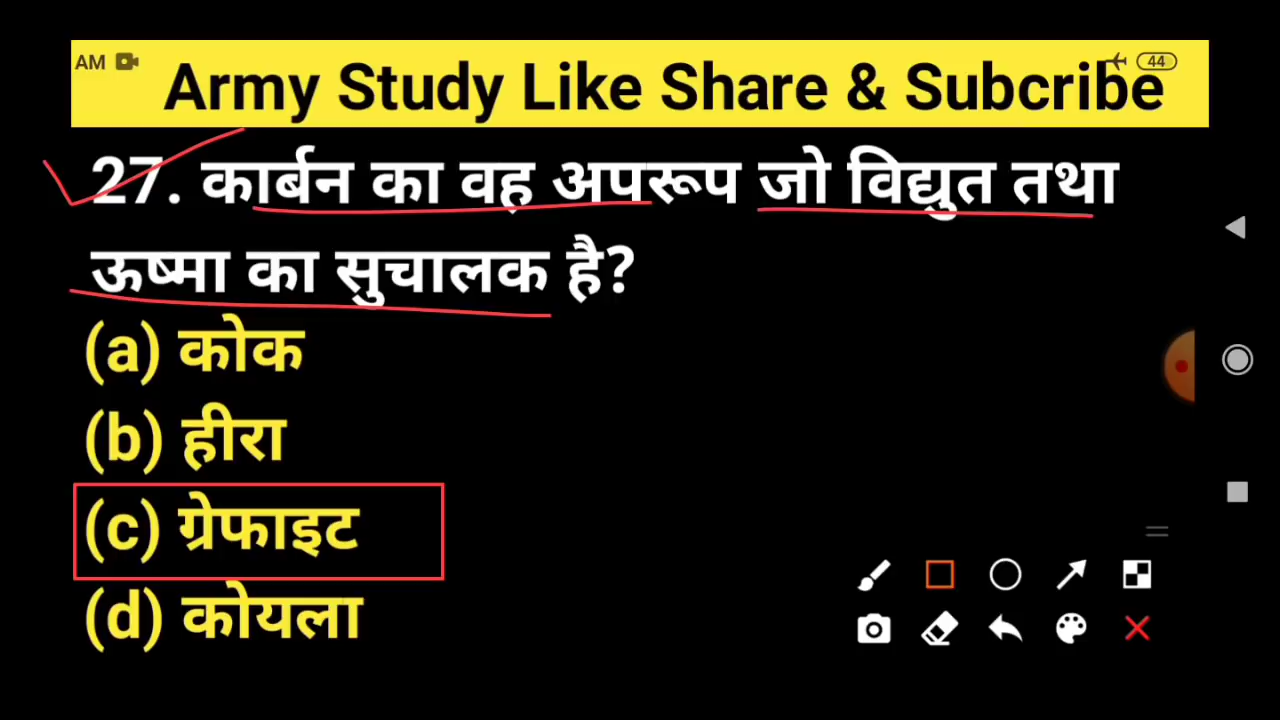 AM
44
Army Study Like Share & Subcribe
27. कार्बन का वह अपरूप जो विद्युत तथा
ऊष्मा का सुचालक है?
(a) कोक
(b) हीरा
(c) ग्रेफाइट
(d) कोयला